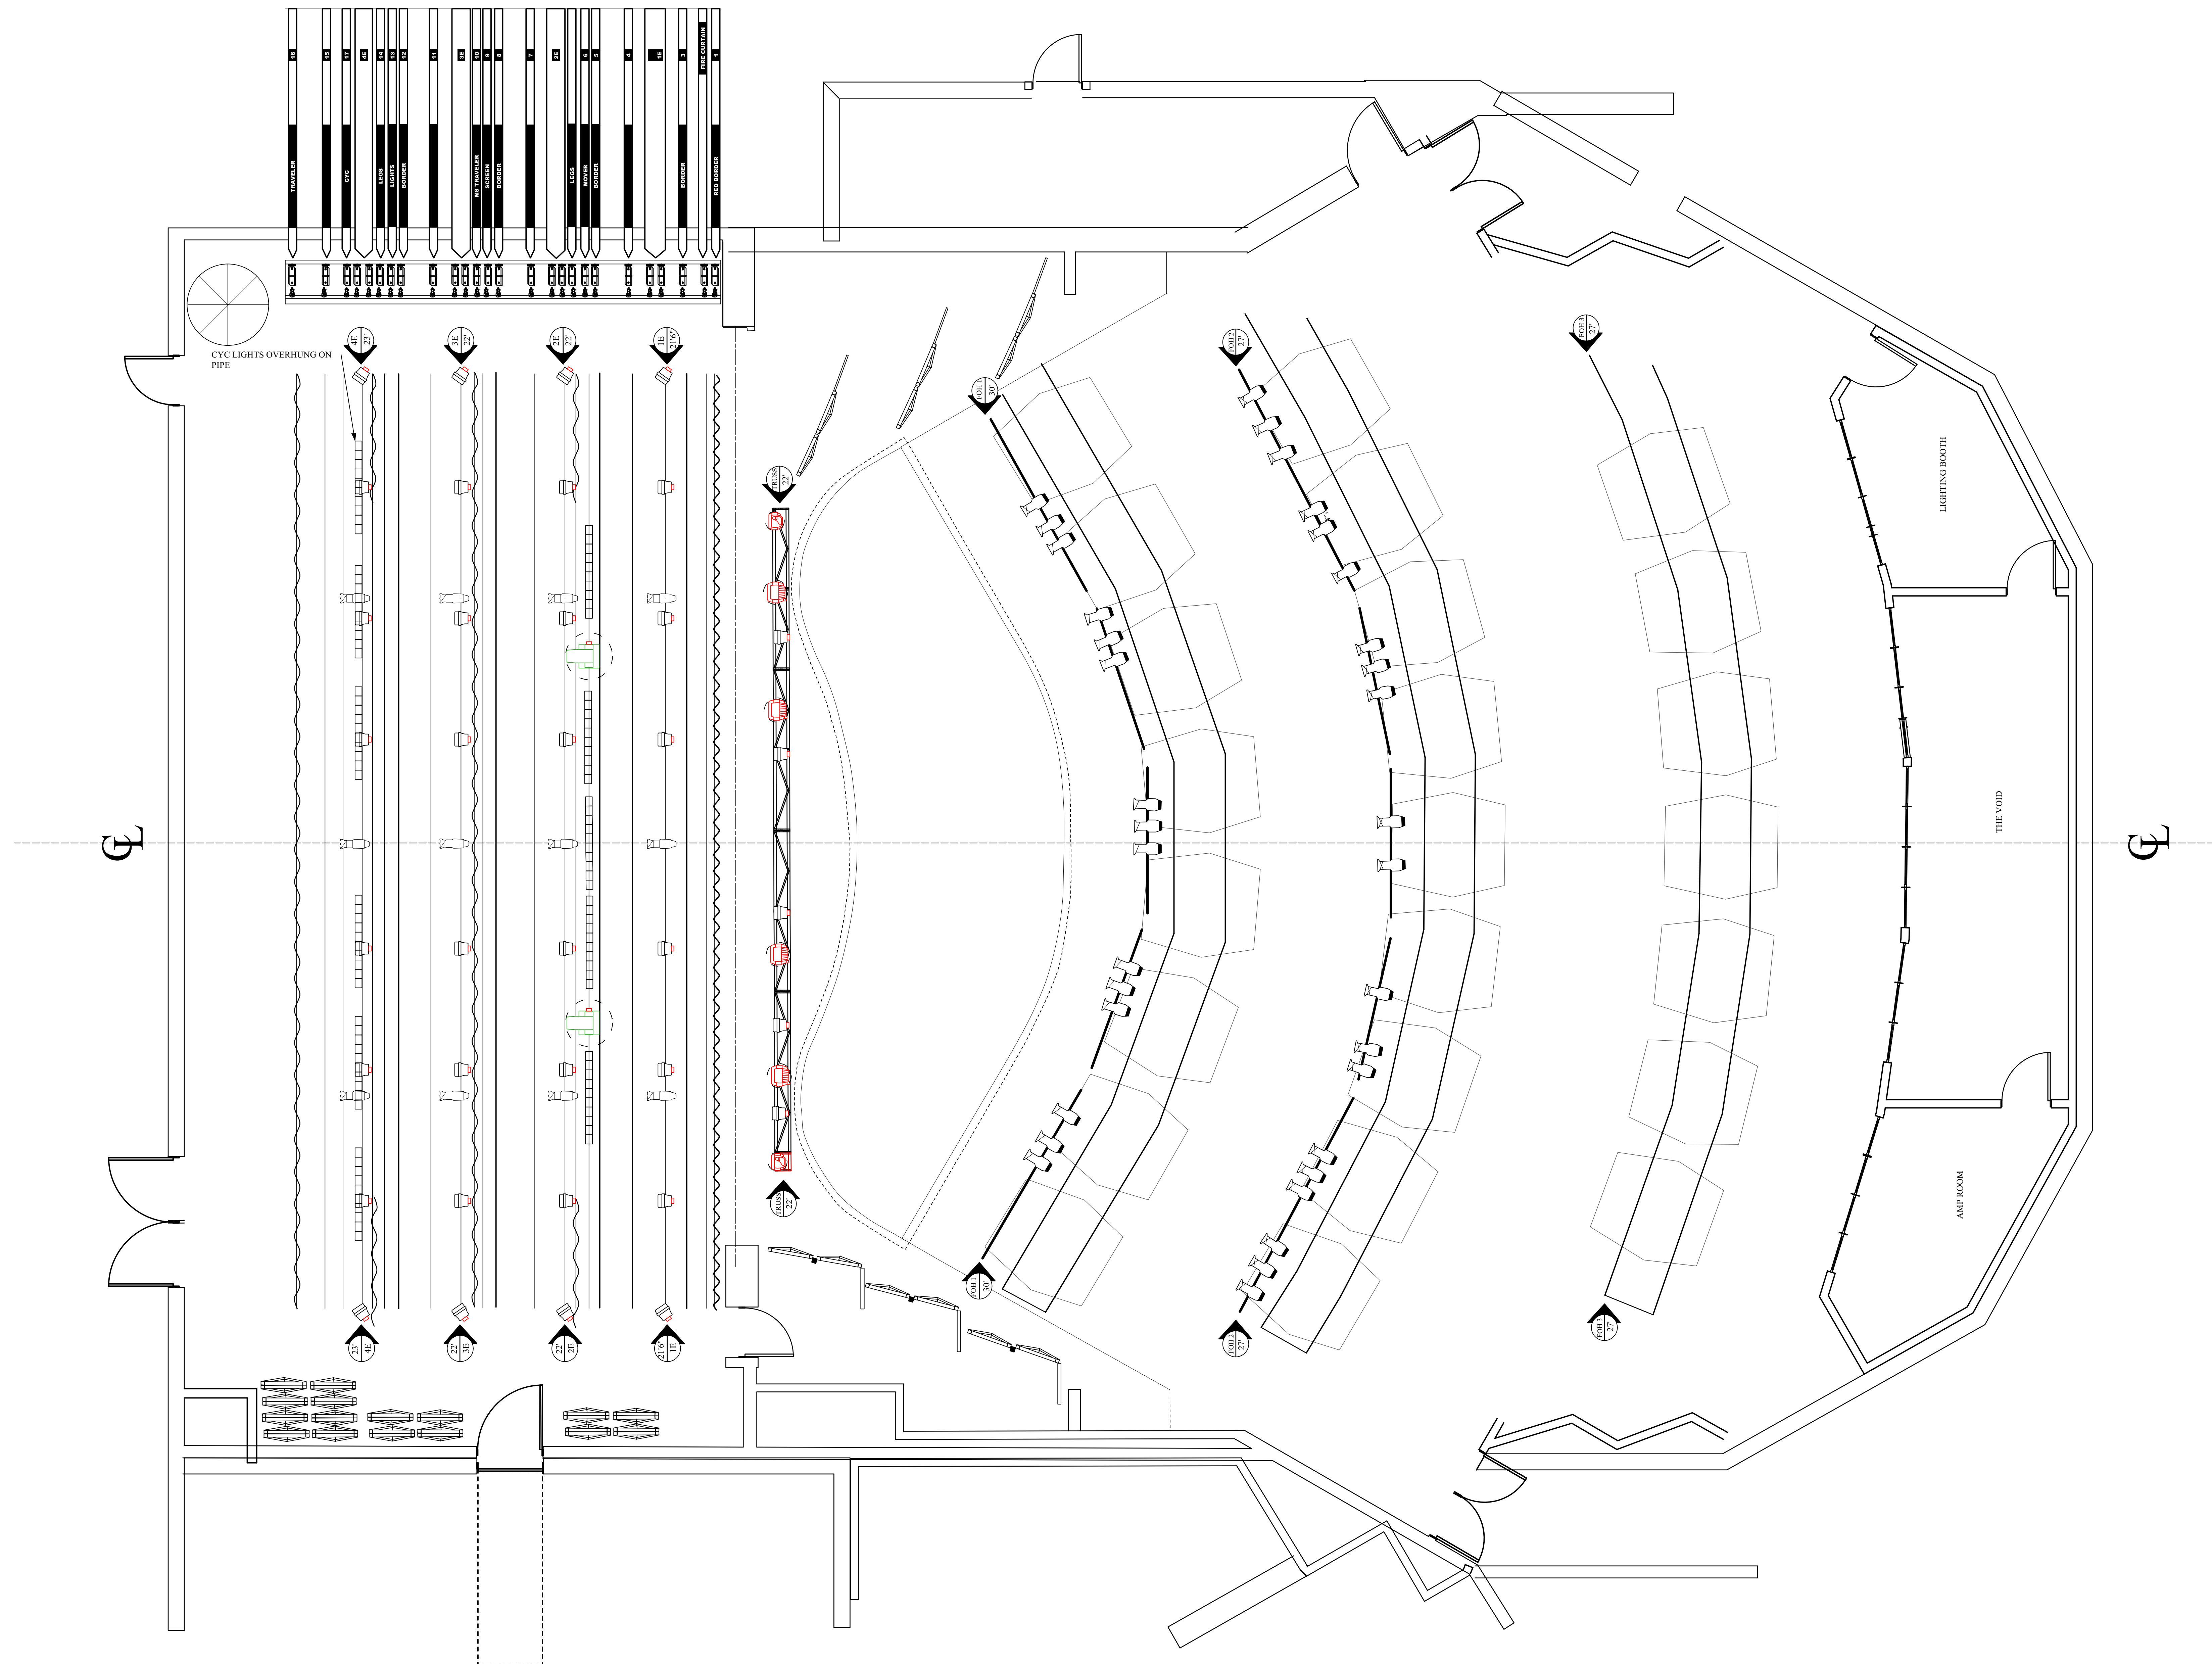 16
15
17
4E
14
13
12
11
3E
10
9
8
7
2E
6
5
4
1E
3
FIRE CURTAIN
1
TRAVELER
CYC
LEGS
LIGHTS
BORDER
MS TRAVELER
SCREEN
BORDER
LEGS
MOVER
BORDER
BORDER
RED BORDER
CYC LIGHTS OVERHUNG ON
PIPE
4E
23'
3E
22'
2E
22'
1E
21'6"
TRUSS
22'
FOH 1
30'
FOH 2
27'
FOH 3
27'
LIGHTING BOOTH
THE VOID
AMP ROOM
CL
CL
TRUSS
22'
FOH 1
30'
FOH 2
27'
FOH 3
27'
23'
4E
22'
3E
22'
2E
21'6"
1E